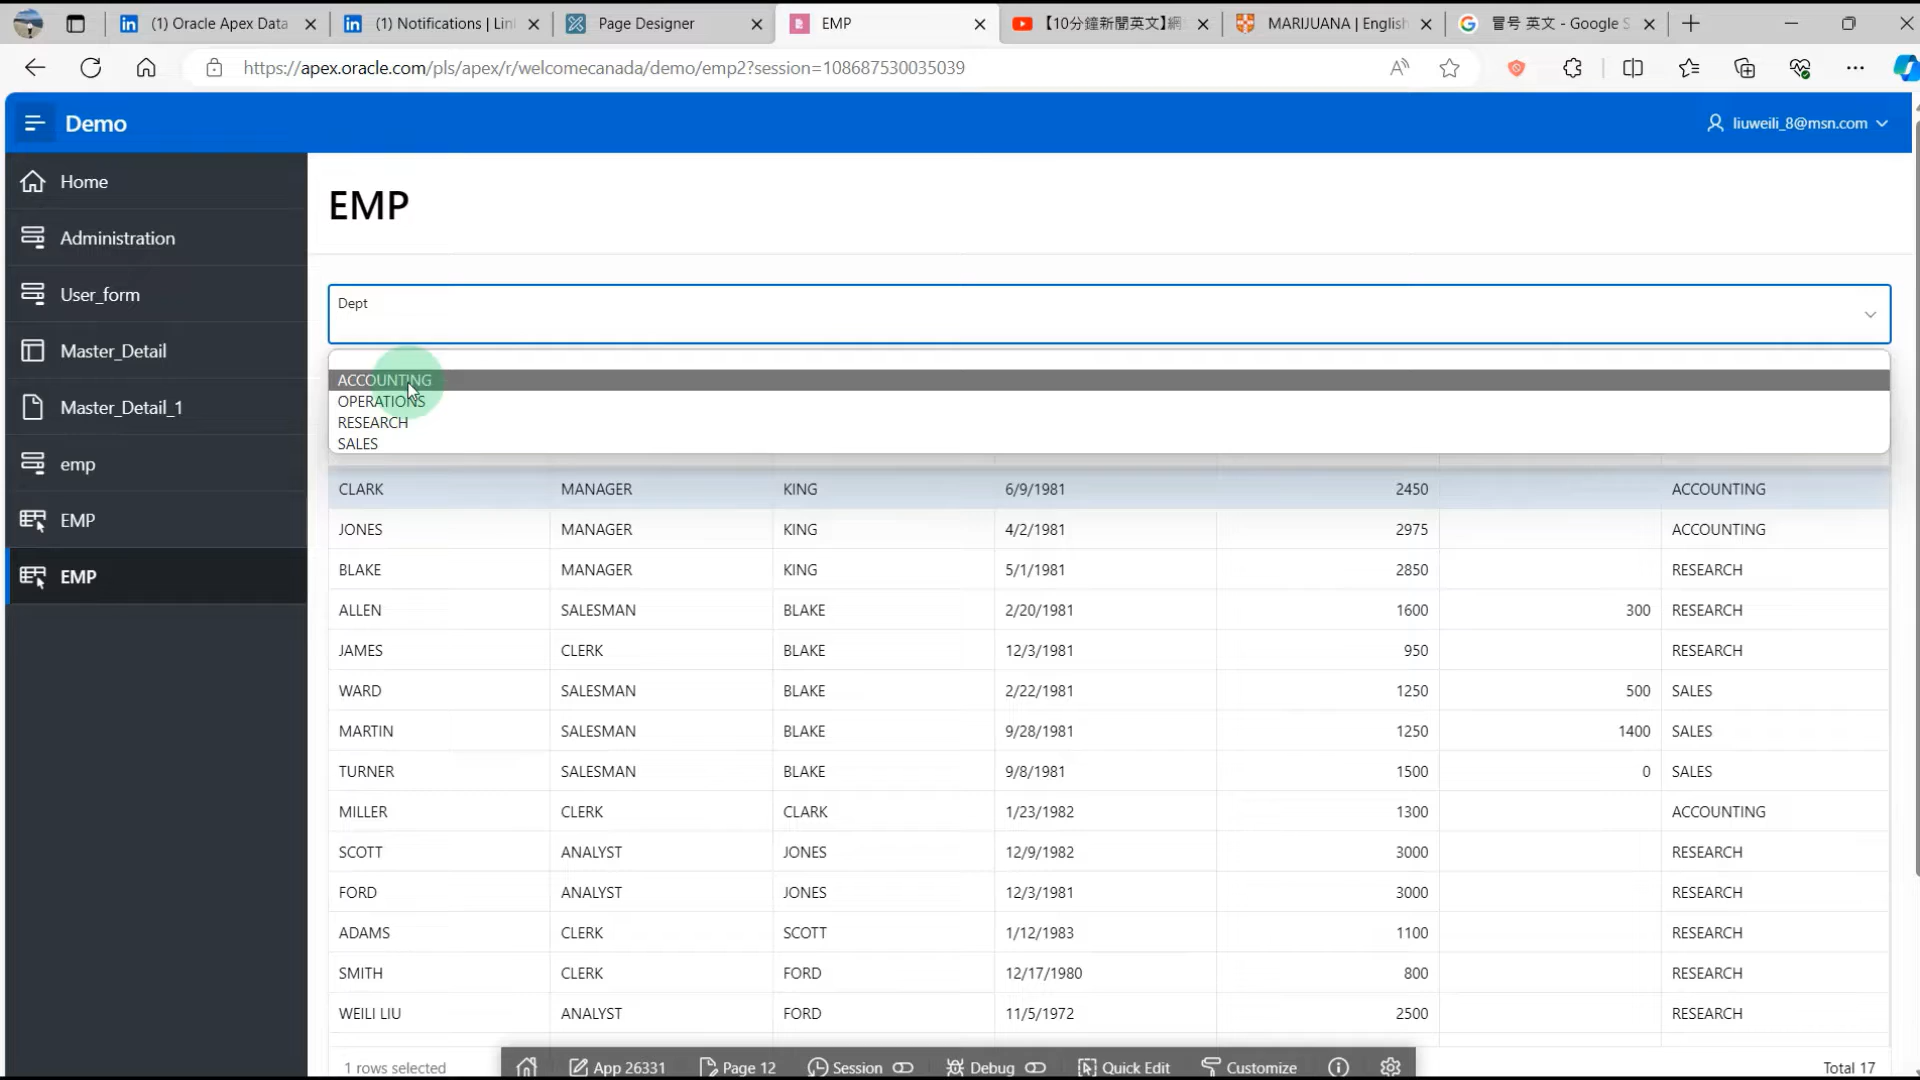 (1) Oracle Apex Data
(1) Notifications | Lin
Page Designer
EMP
【10分鐘新聞英文】網
MARIJUANA | English
冒号 英文 - Google S
https://apex.oracle.com/pls/apex/r/welcomecanada/demo/emp2?session=108687530035039
Demo
liuweili_8@msn.com
Home
Administration
User_form
Master_Detail
Master_Detail_1
emp
EMP
EMP
EMP
Dept
ACCOUNTING
OPERATIONS
RESEARCH
SALES
CLARK MANAGER KING 6/9/1981 2450 ACCOUNTING
JONES MANAGER KING 4/2/1981 2975 ACCOUNTING
BLAKE MANAGER KING 5/1/1981 2850 RESEARCH
ALLEN SALESMAN BLAKE 2/20/1981 1600 300 RESEARCH
JAMES CLERK BLAKE 12/3/1981 950 RESEARCH
WARD SALESMAN BLAKE 2/22/1981 1250 500 SALES
MARTIN SALESMAN BLAKE 9/28/1981 1250 1400 SALES
TURNER SALESMAN BLAKE 9/8/1981 1500 0 SALES
MILLER CLERK CLARK 1/23/1982 1300 ACCOUNTING
SCOTT ANALYST JONES 12/9/1982 3000 RESEARCH
FORD ANALYST JONES 12/3/1981 3000 RESEARCH
ADAMS CLERK SCOTT 1/12/1983 1100 RESEARCH
SMITH CLERK FORD 12/17/1980 800 RESEARCH
WEILI LIU ANALYST FORD 11/5/1972 2500 RESEARCH
1 rows selected
App 26331 Page 12 Session Debug Quick Edit Customize
Total 17